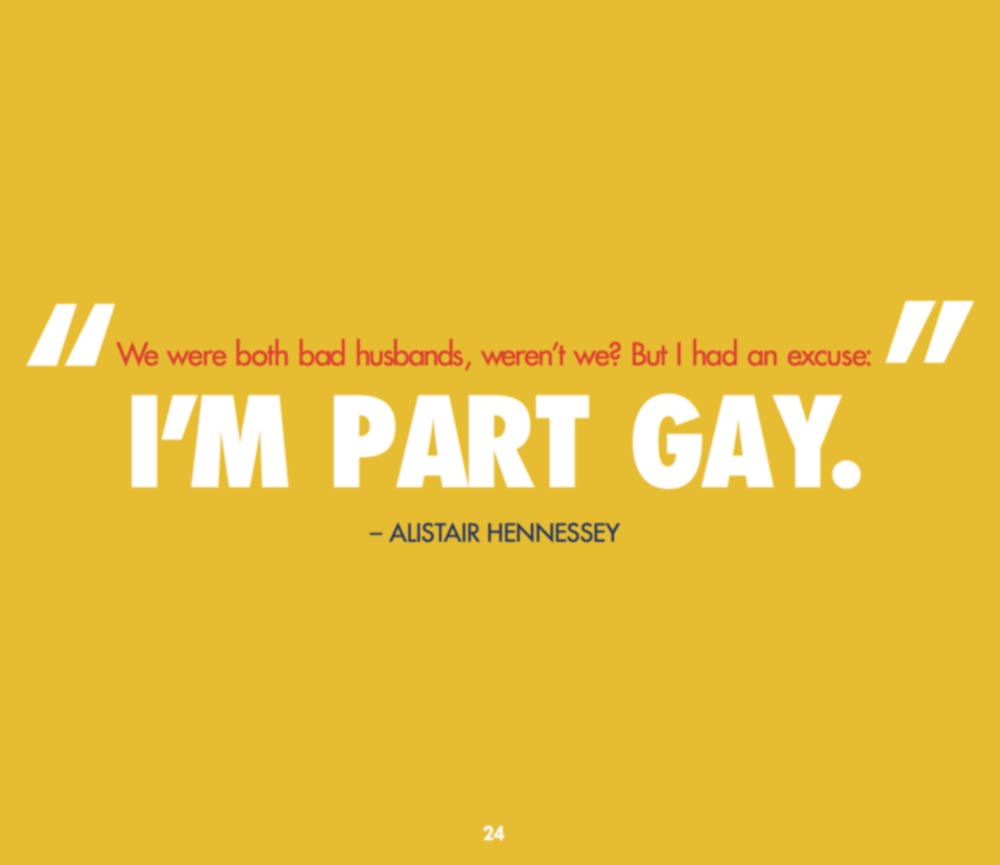 “We were both bad husbands, weren’t we? But I had an excuse:”
I’M PART GAY.
– ALISTAIR HENNESSEY
24